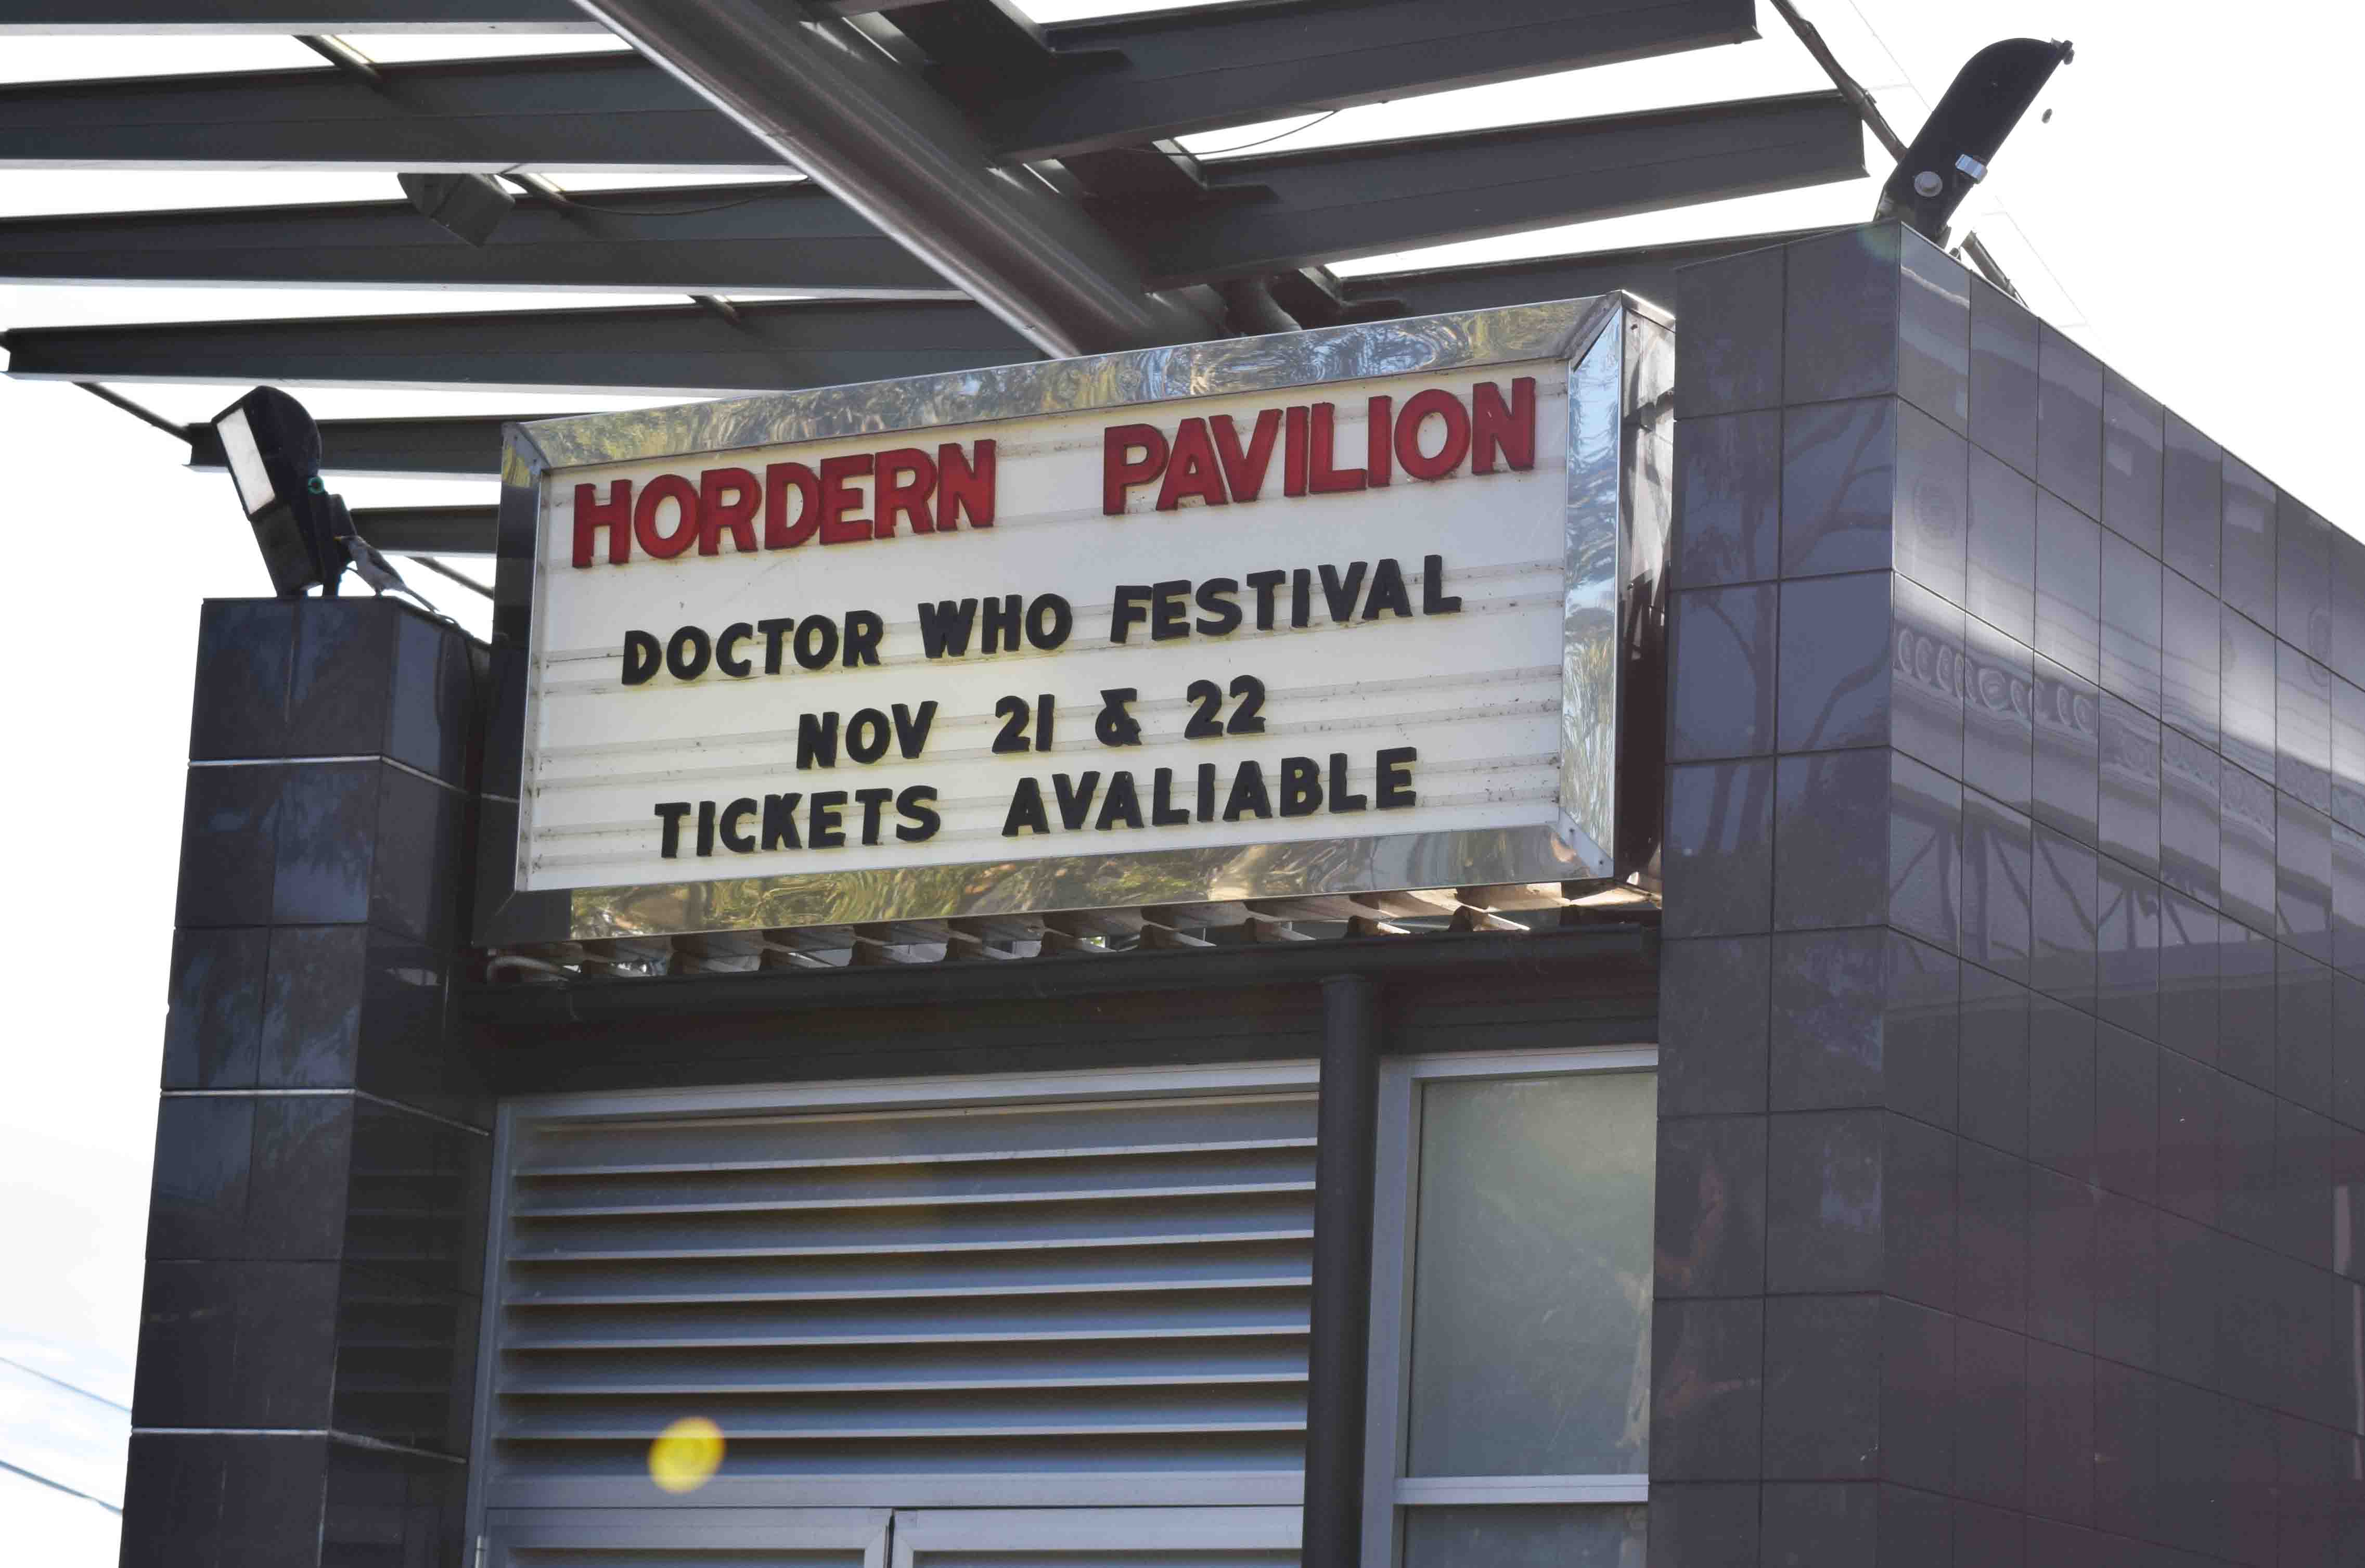 HORDERN PAVILION
DOCTOR WHO FESTIVAL
NOV 21 & 22
TICKETS AVALIABLE